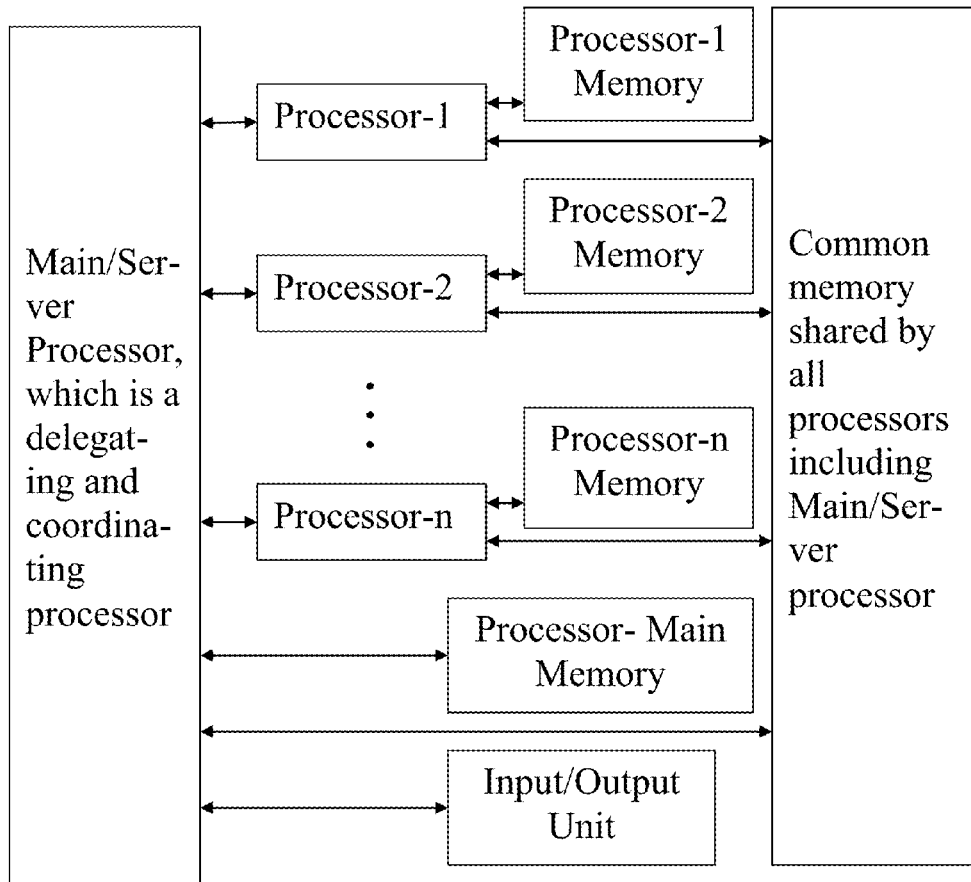 Main/Ser-
ver
Processor,
which is a
delegat-
ing and
coordina-
ting
processor
Processor-1
Processor-1
Memory
Processor-2
Processor-2
Memory
Processor-n
Processor-n
Memory
Processor- Main
Memory
Input/Output
Unit
Common
memory
shared by
all
processors
including
Main/Ser-
ver
processor